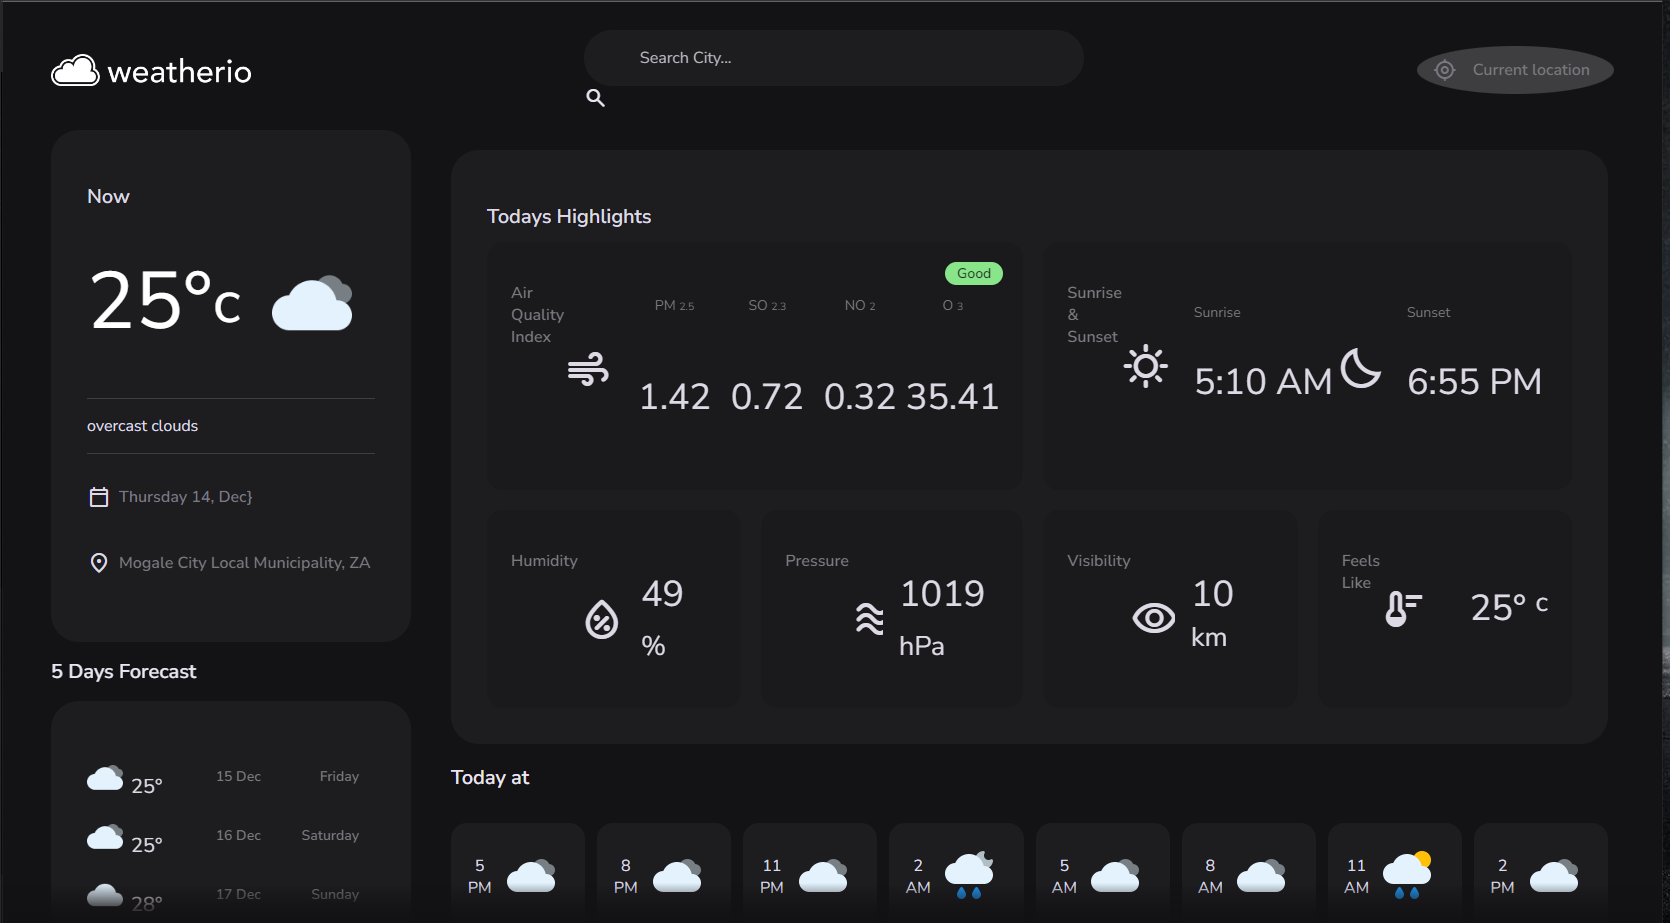 weatherio
Search City...
Current location
Now
25°c
overcast clouds
Thursday 14, Dec}
Mogale City Local Municipality, ZA
5 Days Forecast
25° 15 Dec Friday
25° 16 Dec Saturday
28° 17 Dec Sunday
Todays Highlights
Air
Quality
Index
Good
PM 2.5 SO 2.3 NO 2 O 3
1.42 0.72 0.32 35.41
Sunrise
&
Sunset
Sunrise
5:10 AM
Sunset
6:55 PM
Humidity
49
%
Pressure
1019
hPa
Visibility
10
km
Feels
Like
25° c
Today at
5
PM
8
PM
11
PM
2
AM
5
AM
8
AM
11
AM
2
PM